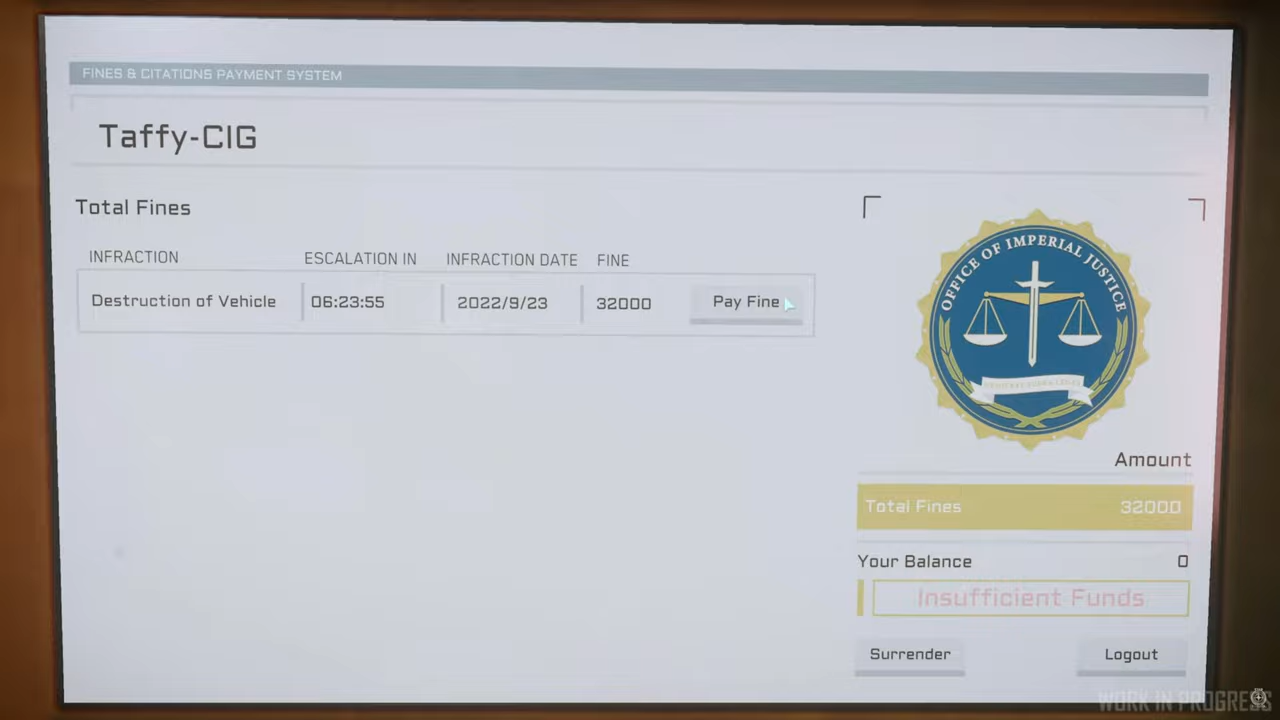 FINES & CITATIONS PAYMENT SYSTEM
Taffy-CIG
Total Fines
INFRACTION ESCALATION IN INFRACTION DATE FINE
Destruction of Vehicle 06:23:55 2022/9/23 32000 Pay Fine
OFFICE OF IMPERIAL JUSTICE
Amount
Total Fines 32000
Your Balance 0
Insufficient Funds
Surrender Logout
WORK IN PROGRESS